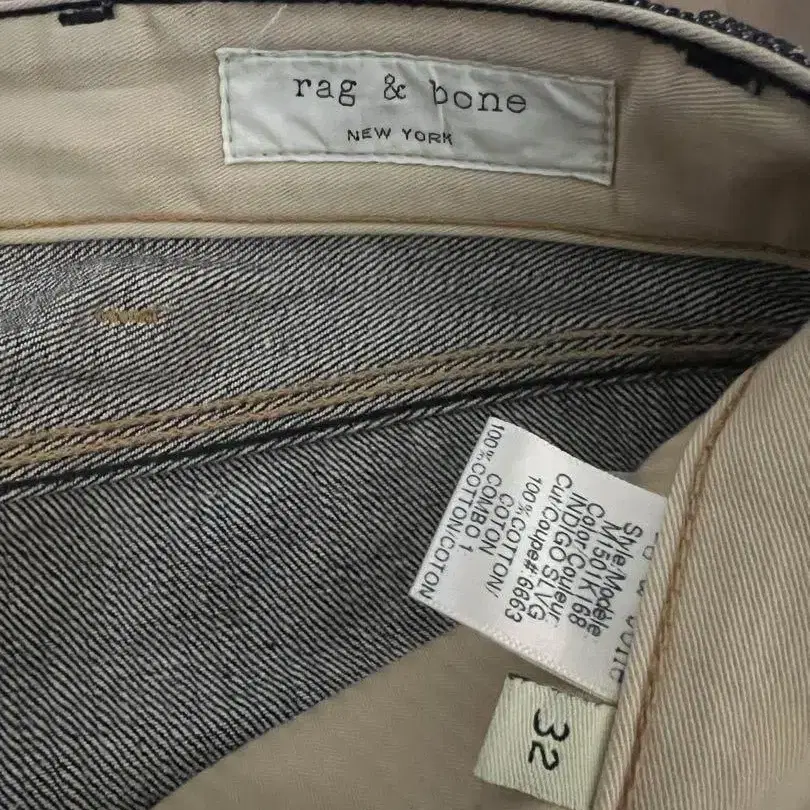 rag & bone
NEW YORK
Style/Modèle:
M1501K168
Color/Couleur:
INDIGO SLVG
Cut/Coupe#: 6663
100% COTTON/
COTON
COMBO 1
100% COTTON/COTON
32